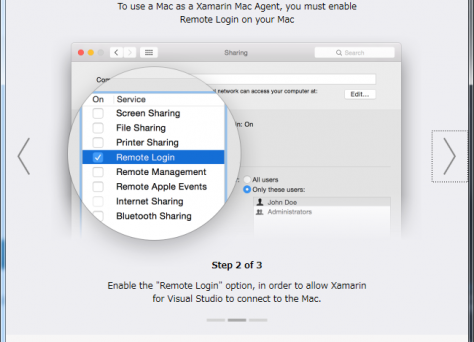 To use a Mac as a Xamarin Mac Agent, you must enable
Remote Login on your Mac
Sharing
Search
network can access your computer at:
Edit...
On Service
Screen Sharing
File Sharing
Printer Sharing
Remote Login
Remote Management
Remote Apple Events
Internet Sharing
Bluetooth Sharing
On
All users
Only these users:
John Doe
Administrators
Step 2 of 3
Enable the "Remote Login" option, in order to allow Xamarin
for Visual Studio to connect to the Mac.